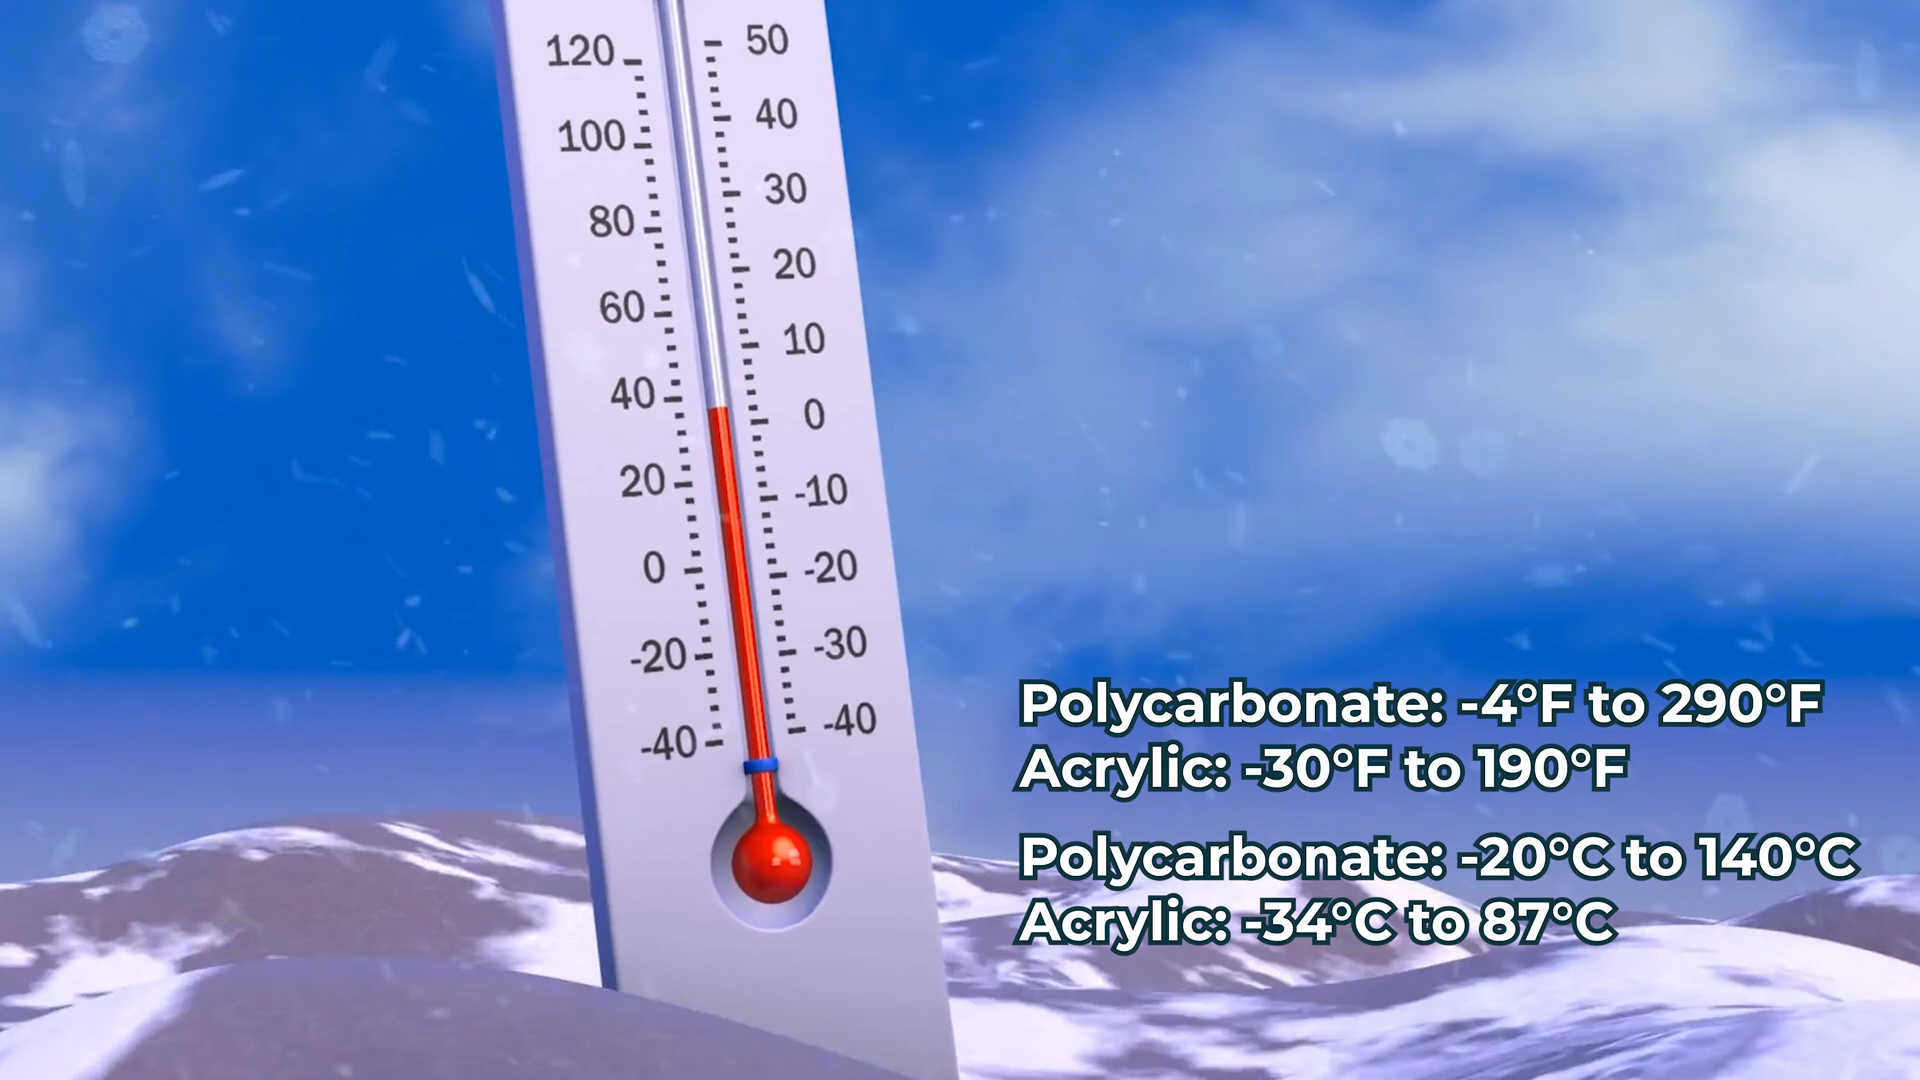 120 50
100 40
80 30
60 20
40 10
20 0
0 -10
-20 -20
-40 -30
-40
Polycarbonate: -4°F to 290°F
Acrylic: -30°F to 190°F
Polycarbonate: -20°C to 140°C
Acrylic: -34°C to 87°C